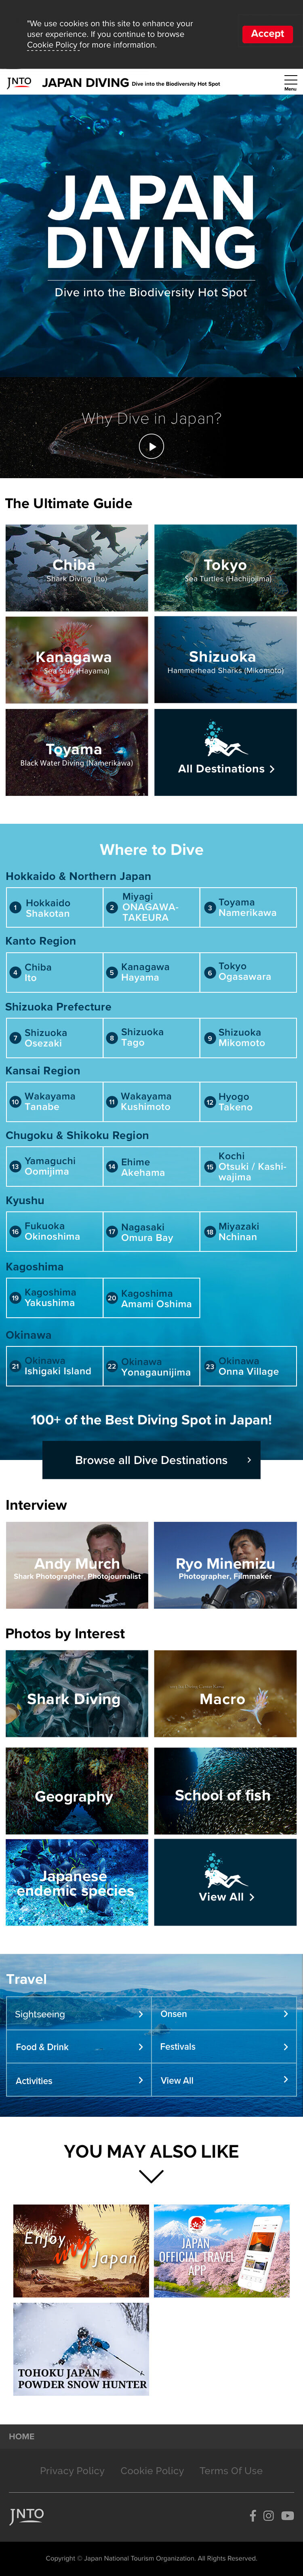 "We use cookies on this site to enhance your
user experience. If you continue to browse
Cookie Policy for more information.
Accept
JNTO
JAPAN DIVING Dive into the Biodiversity Hot Spot
Menu
JAPAN
DIVING
Dive into the Biodiversity Hot Spot
Why Dive in Japan?
The Ultimate Guide
Chiba
Shark Diving (Ito)
Tokyo
Sea Turtles (Hachijojima)
Kanagawa
Sea Slug (Hayama)
Shizuoka
Hammerhead Sharks (Mikomoto)
Toyama
Black Water Diving (Namerikawa)
All Destinations
Where to Dive
Hokkaido & Northern Japan
1 Hokkaido
Shakotan
2 Miyagi
ONAGAWA-
TAKEURA
3 Toyama
Namerikawa
Kanto Region
4 Chiba
Ito
5 Kanagawa
Hayama
6 Tokyo
Ogasawara
Shizuoka Prefecture
7 Shizuoka
Osezaki
8 Shizuoka
Tago
9 Shizuoka
Mikomoto
Kansai Region
10 Wakayama
Tanabe
11 Wakayama
Kushimoto
12 Hyogo
Takeno
Chugoku & Shikoku Region
13 Yamaguchi
Oomijima
14 Ehime
Akehama
15 Kochi
Otsuki / Kashi-
wajima
Kyushu
16 Fukuoka
Okinoshima
17 Nagasaki
Omura Bay
18 Miyazaki
Nchinan
Kagoshima
19 Kagoshima
Yakushima
20 Kagoshima
Amami Oshima
Okinawa
21 Okinawa
Ishigaki Island
22 Okinawa
Yonagaunijima
23 Okinawa
Onna Village
100+ of the Best Diving Spot in Japan!
Browse all Dive Destinations
Interview
Andy Murch
Shark Photographer, Photojournalist
Ryo Minemizu
Photographer, Filmmaker
Photos by Interest
Shark Diving
Macro
Geography
School of fish
Japanese
endemic species
View All
Travel
Sightseeing
Onsen
Food & Drink
Festivals
Activities
View All
YOU MAY ALSO LIKE
Enjoy my Japan
JAPAN
OFFICIAL TRAVEL
APP
TOHOKU JAPAN
POWDER SNOW HUNTER
HOME
Privacy Policy
Cookie Policy
Terms Of Use
JNTO
Copyright © Japan National Tourism Organization. All Rights Reserved.